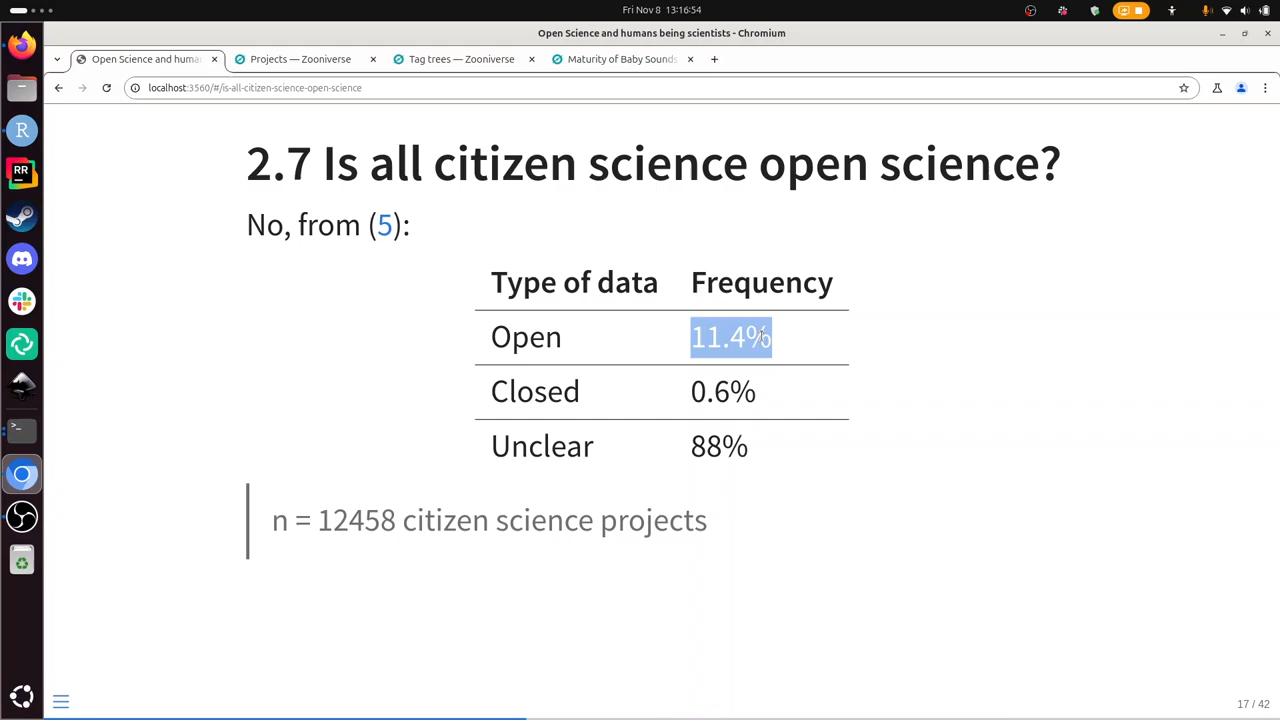 Fri Nov 8 13:16:54
Open Science and humans being scientists - Chromium
Open Science and huma
Projects — Zooniverse
Tag trees — Zooniverse
Maturity of Baby Sounds
localhost:3560/#/is-all-citizen-science-open-science
2.7 Is all citizen science open science?
No, from (5):
Type of data Frequency
Open 11.4%
Closed 0.6%
Unclear 88%
n = 12458 citizen science projects
17 / 42
R
RR